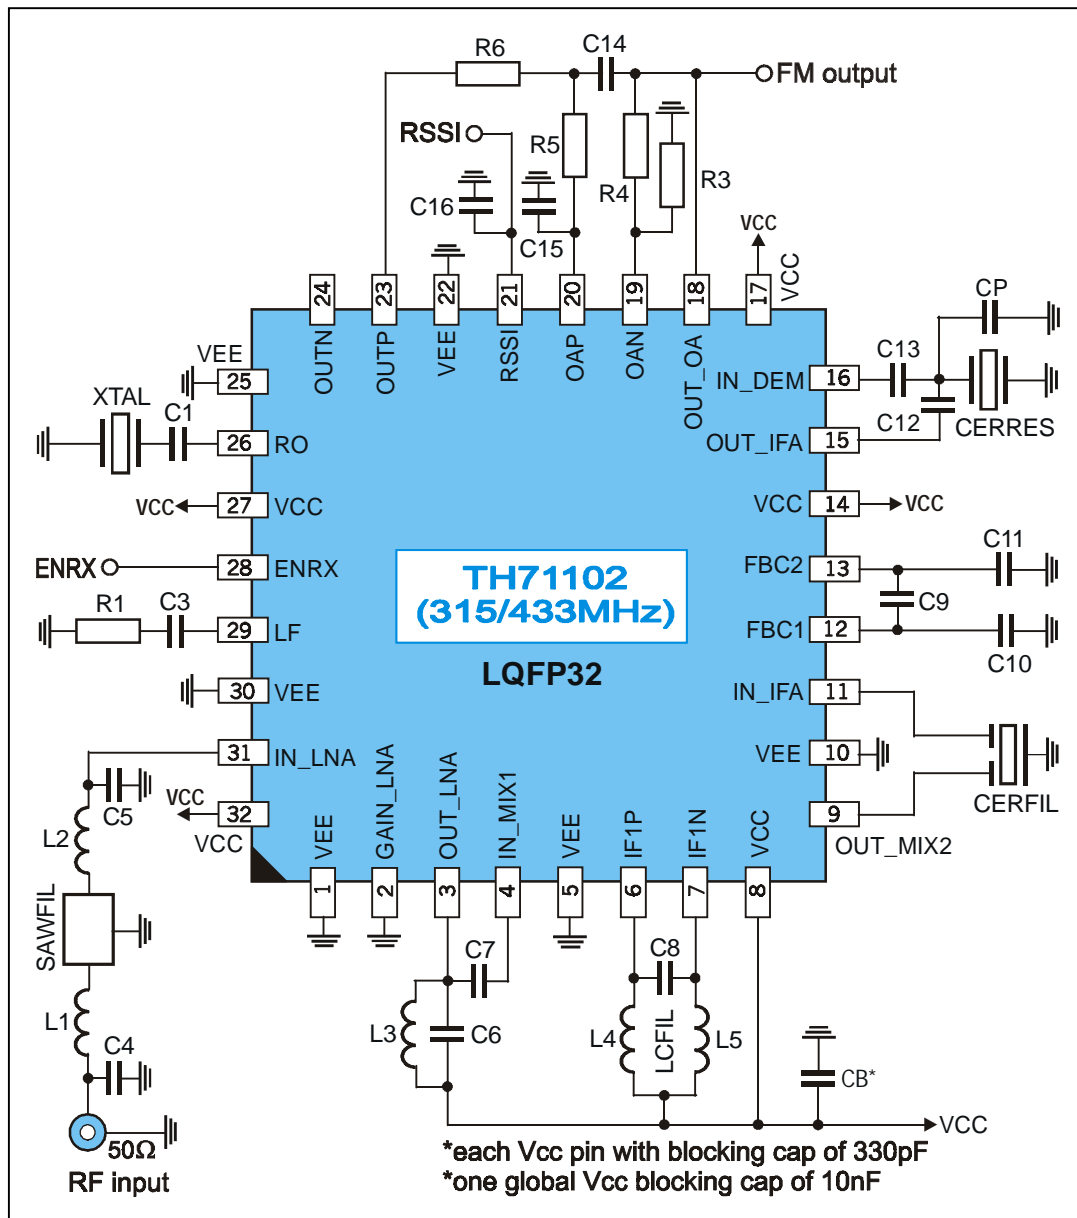 R6
C14
FM output
RSSI
R5
R4
R3
C16
C15
VCC
VCC
24
23
22
21
20
19
18
17
OUTN
OUTP
VEE
RSSI
OAP
OAN
OUT_OA
CP
VEE
25
XTAL
C1
26
RO
VCC
27
VCC
ENRX
28
ENRX
R1
C3
29
LF
30
VEE
31
IN_LNA
VCC
32
VCC
C5
L2
SAWFIL
L1
C4
50Ω
RF input
TH71102
(315/433MHz)
LQFP32
IN_DEM
16
C13
C12
CERRES
OUT_IFA
15
VCC
14
VCC
FBC2
13
C11
C9
FBC1
12
C10
IN_IFA
11
VEE
10
CERFIL
9
OUT_MIX2
VEE
GAIN_LNA
OUT_LNA
IN_MIX1
VEE
IF1P
IF1N
VCC
1
2
3
4
5
6
7
8
C7
C8
L3
C6
L4
LCFIL
L5
CB*
VCC
*each Vcc pin with blocking cap of 330pF
*one global Vcc blocking cap of 10nF